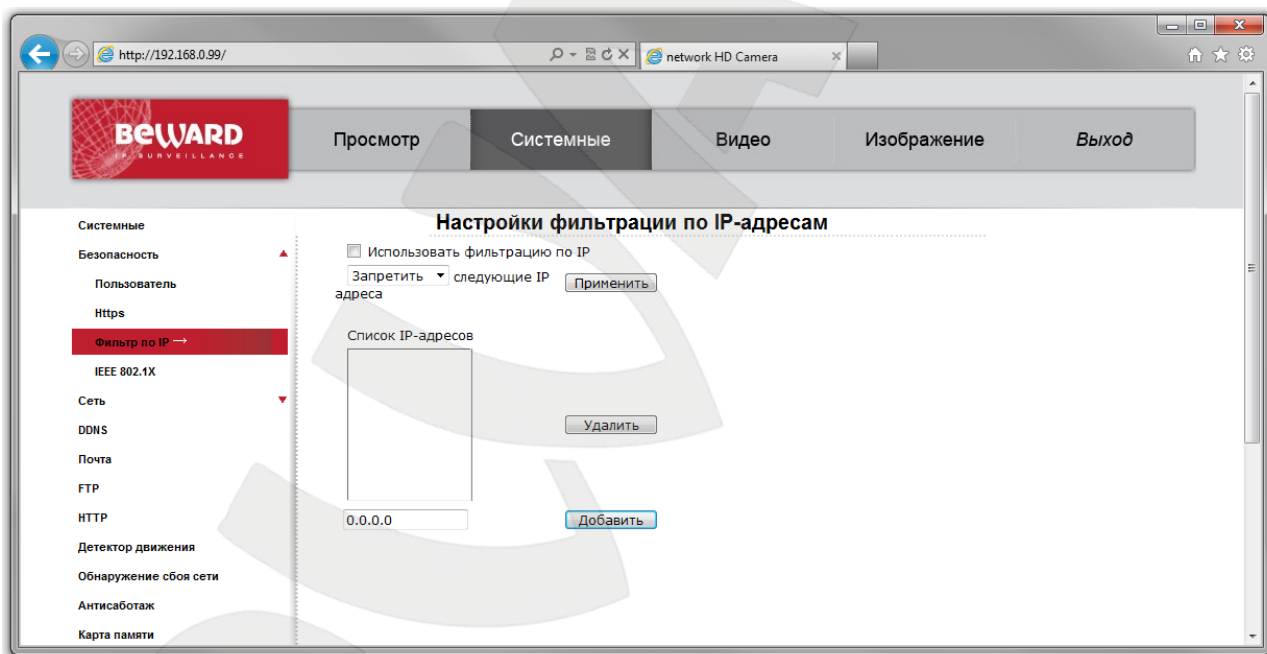 http://192.168.0.99/
network HD Camera
BEWARD
IP SURVEILLANCE
Просмотр
Системные
Видео
Изображение
Выход
Настройки фильтрации по IP-адресам
Системные
Безопасность
Пользователь
Https
Фильтр по IP →
IEEE 802.1X
Сеть
DDNS
Почта
FTP
HTTP
Детектор движения
Обнаружение сбоя сети
Антисаботаж
Карта памяти
Использовать фильтрацию по IP
Запретить следующие IP
адреса
Применить
Список IP-адресов
Удалить
0.0.0.0
Добавить